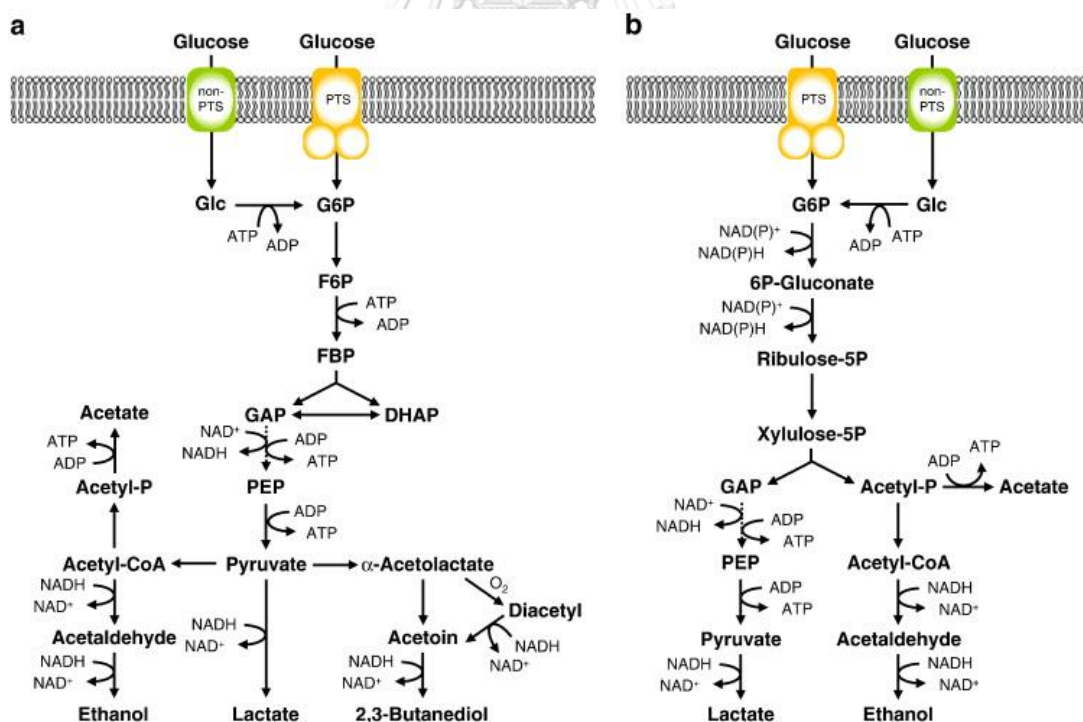 a
Glucose
Glucose
non-
PTS
PTS
Glc
G6P
ATP
ADP
F6P
ATP
ADP
FBP
GAP
DHAP
Acetate
ATP
ADP
NAD⁺
NADH
ADP
ATP
Acetyl-P
PEP
ADP
ATP
Acetyl-CoA
Pyruvate
α-Acetolactate
O₂
Diacetyl
NADH
NAD⁺
NADH
NAD⁺
NADH
NAD⁺
Acetaldehyde
Acetoin
NADH
NAD⁺
NADH
NAD⁺
Ethanol
Lactate
2,3-Butanediol
b
Glucose
Glucose
PTS
non-
PTS
G6P
Glc
NAD(P)⁺
NAD(P)H
ADP
ATP
6P-Gluconate
NAD(P)⁺
NAD(P)H
Ribulose-5P
Xylulose-5P
GAP
Acetyl-P
ADP
ATP
Acetate
NAD⁺
NADH
ADP
ATP
PEP
Acetyl-CoA
ADP
ATP
NADH
NAD⁺
Pyruvate
Acetaldehyde
NADH
NAD⁺
NADH
NAD⁺
Lactate
Ethanol